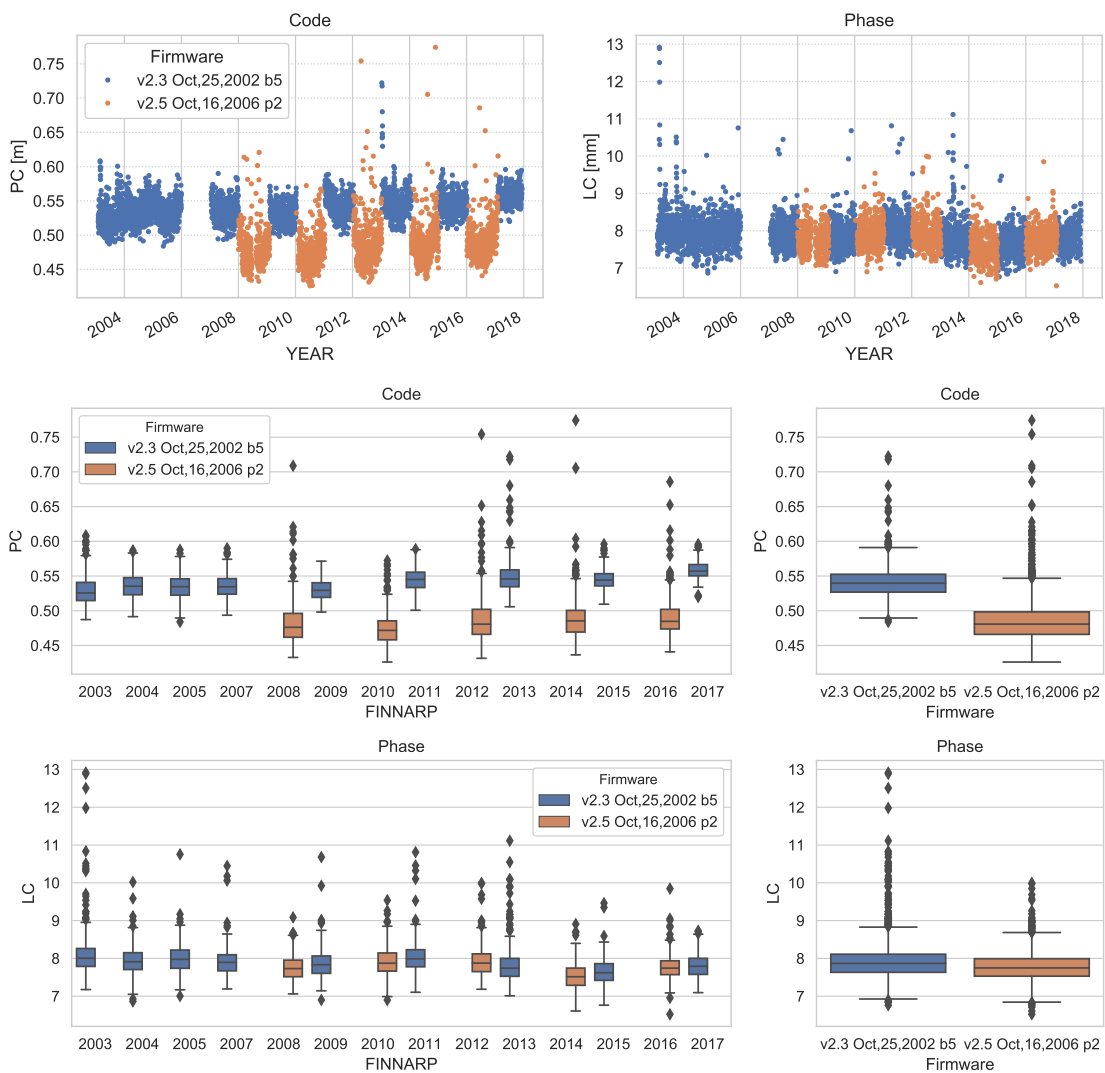 Code
PC [m]
0.75
0.70
0.65
0.60
0.55
0.50
0.45
Firmware
v2.3 Oct,25,2002 b5
v2.5 Oct,16,2006 p2
2004 2006 2008 2010 2012 2014 2016 2018
YEAR
Phase
LC [mm]
13
12
11
10
9
8
7
2004 2006 2008 2010 2012 2014 2016 2018
YEAR
Code
PC
0.75
0.70
0.65
0.60
0.55
0.50
0.45
Firmware
v2.3 Oct,25,2002 b5
v2.5 Oct,16,2006 p2
2003 2004 2005 2007 2008 2009 2010 2011 2012 2013 2014 2015 2016 2017
FINNARP
Code
PC
0.75
0.70
0.65
0.60
0.55
0.50
0.45
v2.3 Oct,25,2002 b5 v2.5 Oct,16,2006 p2
Firmware
Phase
LC
13
12
11
10
9
8
7
Firmware
v2.3 Oct,25,2002 b5
v2.5 Oct,16,2006 p2
2003 2004 2005 2007 2008 2009 2010 2011 2012 2013 2014 2015 2016 2017
FINNARP
Phase
LC
13
12
11
10
9
8
7
v2.3 Oct,25,2002 b5 v2.5 Oct,16,2006 p2
Firmware